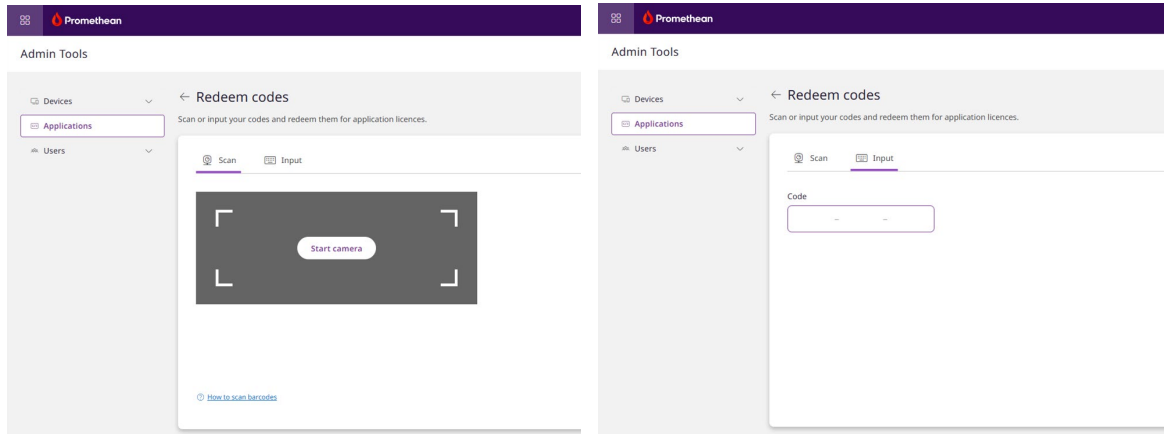 Promethean
Admin Tools
Devices
Applications
Users
← Redeem codes
Scan or input your codes and redeem them for application licences.
Scan
Input
Start camera
How to scan barcodes
Promethean
Admin Tools
Devices
Applications
Users
← Redeem codes
Scan or input your codes and redeem them for application licences.
Scan
Input
Code
– –